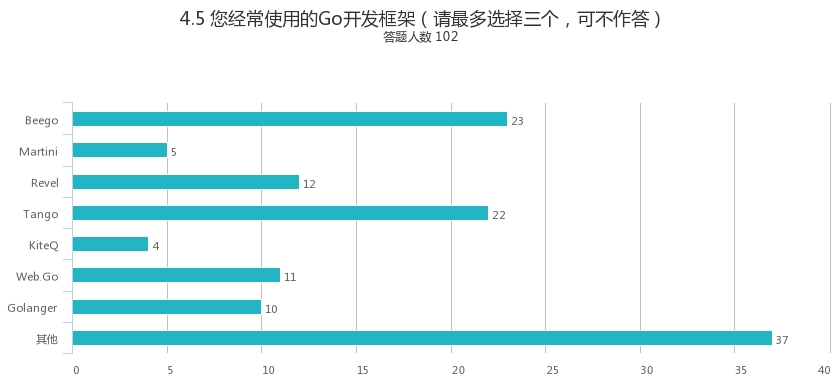 4.5 您经常使用的Go开发框架（请最多选择三个，可不作答）
答题人数 102
Beego 23
Martini 5
Revel 12
Tango 22
KiteQ 4
Web.Go 11
Golanger 10
其他 37
0 5 10 15 20 25 30 35 40